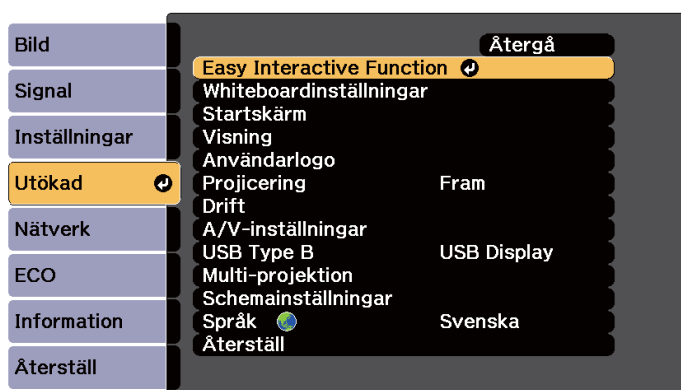 Bild
Signal
Inställningar
Utökad
Nätverk
ECO
Information
Återställ
Återgå
Easy Interactive Function
Whiteboardinställningar
Startskärm
Visning
Användarlogo
Projicering Fram
Drift
A/V-inställningar
USB Type B USB Display
Multi-projektion
Schemainställningar
Språk Svenska
Återställ